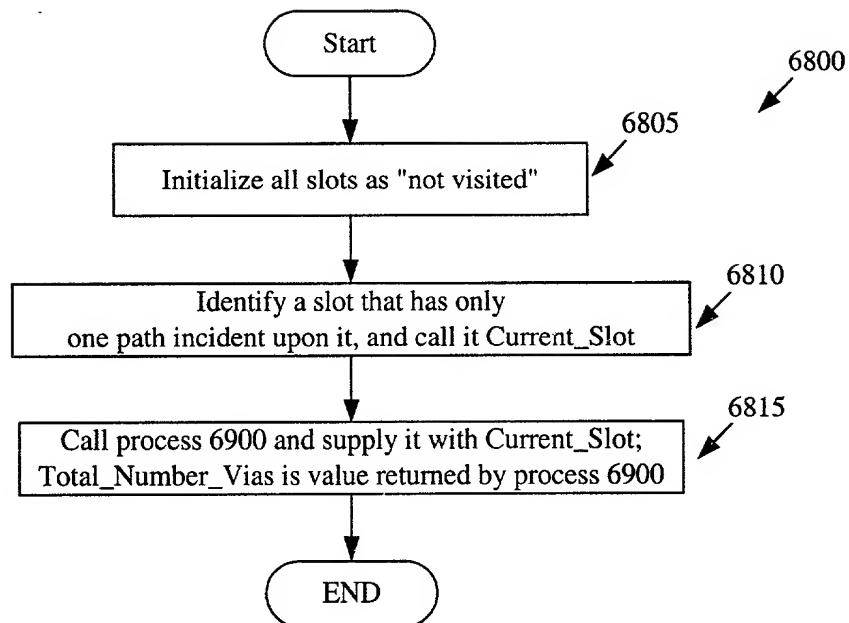 Start
6800
6805
Initialize all slots as "not visited"
6810
Identify a slot that has only
one path incident upon it, and call it Current_Slot
6815
Call process 6900 and supply it with Current_Slot;
Total_Number_Vias is value returned by process 6900
END